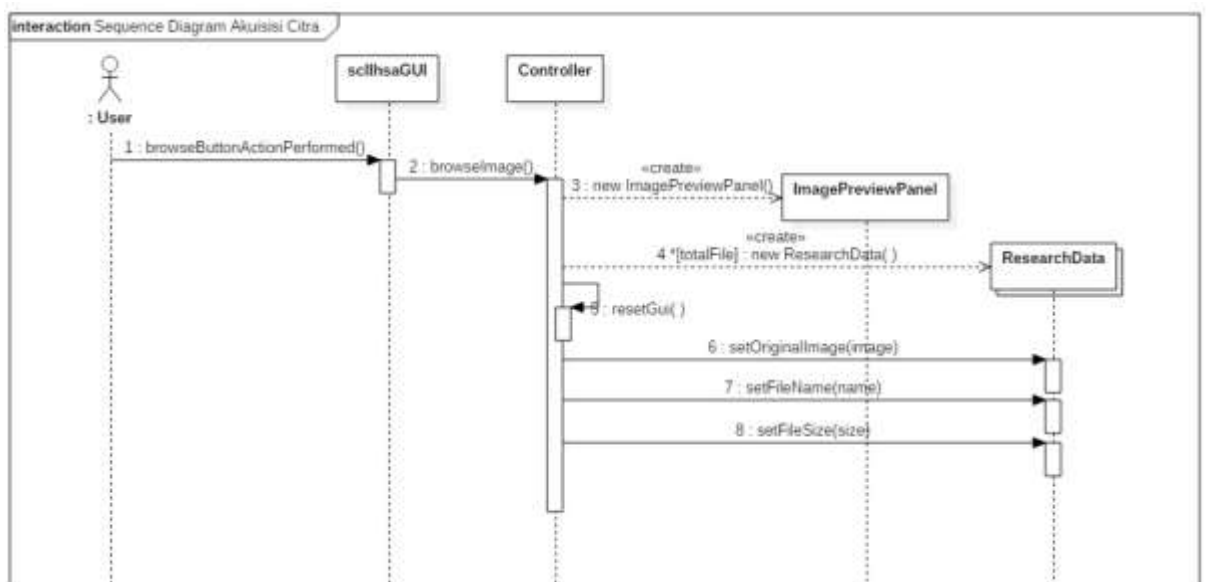 interaction Sequence Diagram Akuisisi Citra
: User
Controller
1 : browseButtonActionPerformed()
2 : browseImage()
«create»
3 : new ImagePreviewPanel()
ImagePreviewPanel
«create»
4 *[totalFile] : new ResearchData( )
ResearchData
5 : resetGui( )
6 : setOriginalImage(image)
7 : setFileName(name)
8 : setFileSize(size)